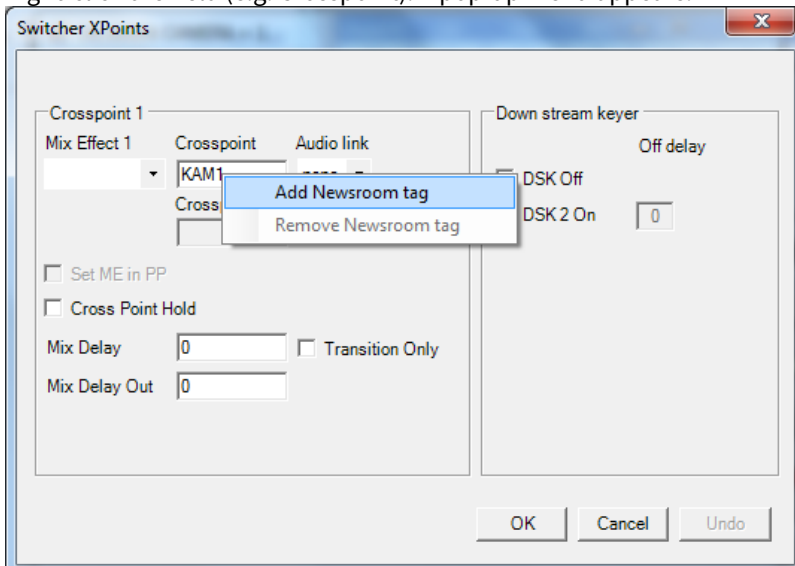 Switcher XPoints
Crosspoint 1
Mix Effect 1 Crosspoint Audio link
KAM1
Add Newsroom tag
Remove Newsroom tag
Set ME in PP
Cross Point Hold
Mix Delay 0 Transition Only
Mix Delay Out 0
Down stream keyer
Off delay
DSK Off
DSK 2 On 0
OK Cancel Undo